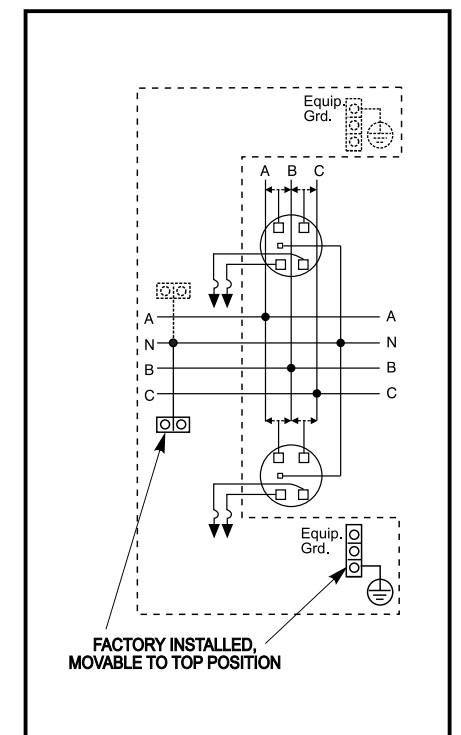 Equip.
Grd.
A B C
A A
N N
B B
C C
Equip.
Grd.
FACTORY INSTALLED,
MOVABLE TO TOP POSITION